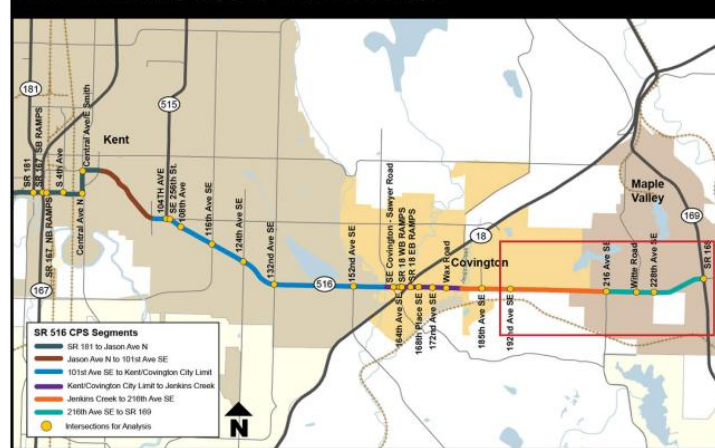 181
SR 181
SR 167 SB RAMPS
SR 167 NB RAMPS
S 4th Ave
Central Ave/E Smith
Central Ave N
167
Kent
515
104TH AVE
SE 256th St.
108th Ave
116th Ave SE
124th Ave SE
132nd Ave SE
516
152nd Ave SE
SE Covington - Sawyer Road
SR 18 WB RAMPS
SR 18 EB RAMPS
164th Ave SE
168th Place SE
172nd Ave SE
Wax Road
18
Covington
185th Ave SE
192nd Ave SE
Maple
Valley
169
216 Ave SE
Witte Road
228th Ave SE
SR 169
SR 516 CPS Segments
SR 181 to Jason Ave N
Jason Ave N to 101st Ave SE
101st Ave SE to Kent/Covington City Limit
Kent/Covington City Limit to Jenkins Creek
Jenkins Creek to 216th Ave SE
216th Ave SE to SR 169
Intersections for Analysis
N